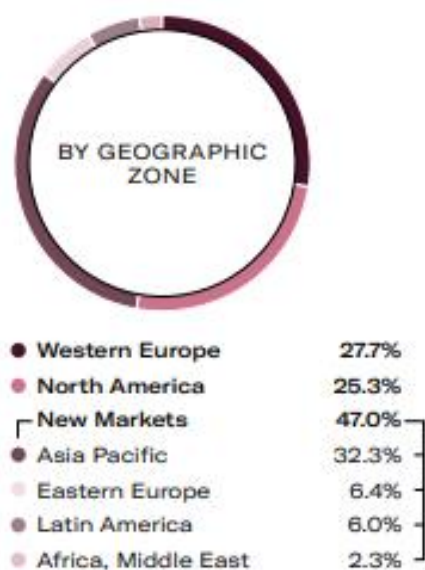 BY GEOGRAPHIC
ZONE
Western Europe 27.7%
North America 25.3%
New Markets 47.0%
Asia Pacific 32.3%
Eastern Europe 6.4%
Latin America 6.0%
Africa, Middle East 2.3%